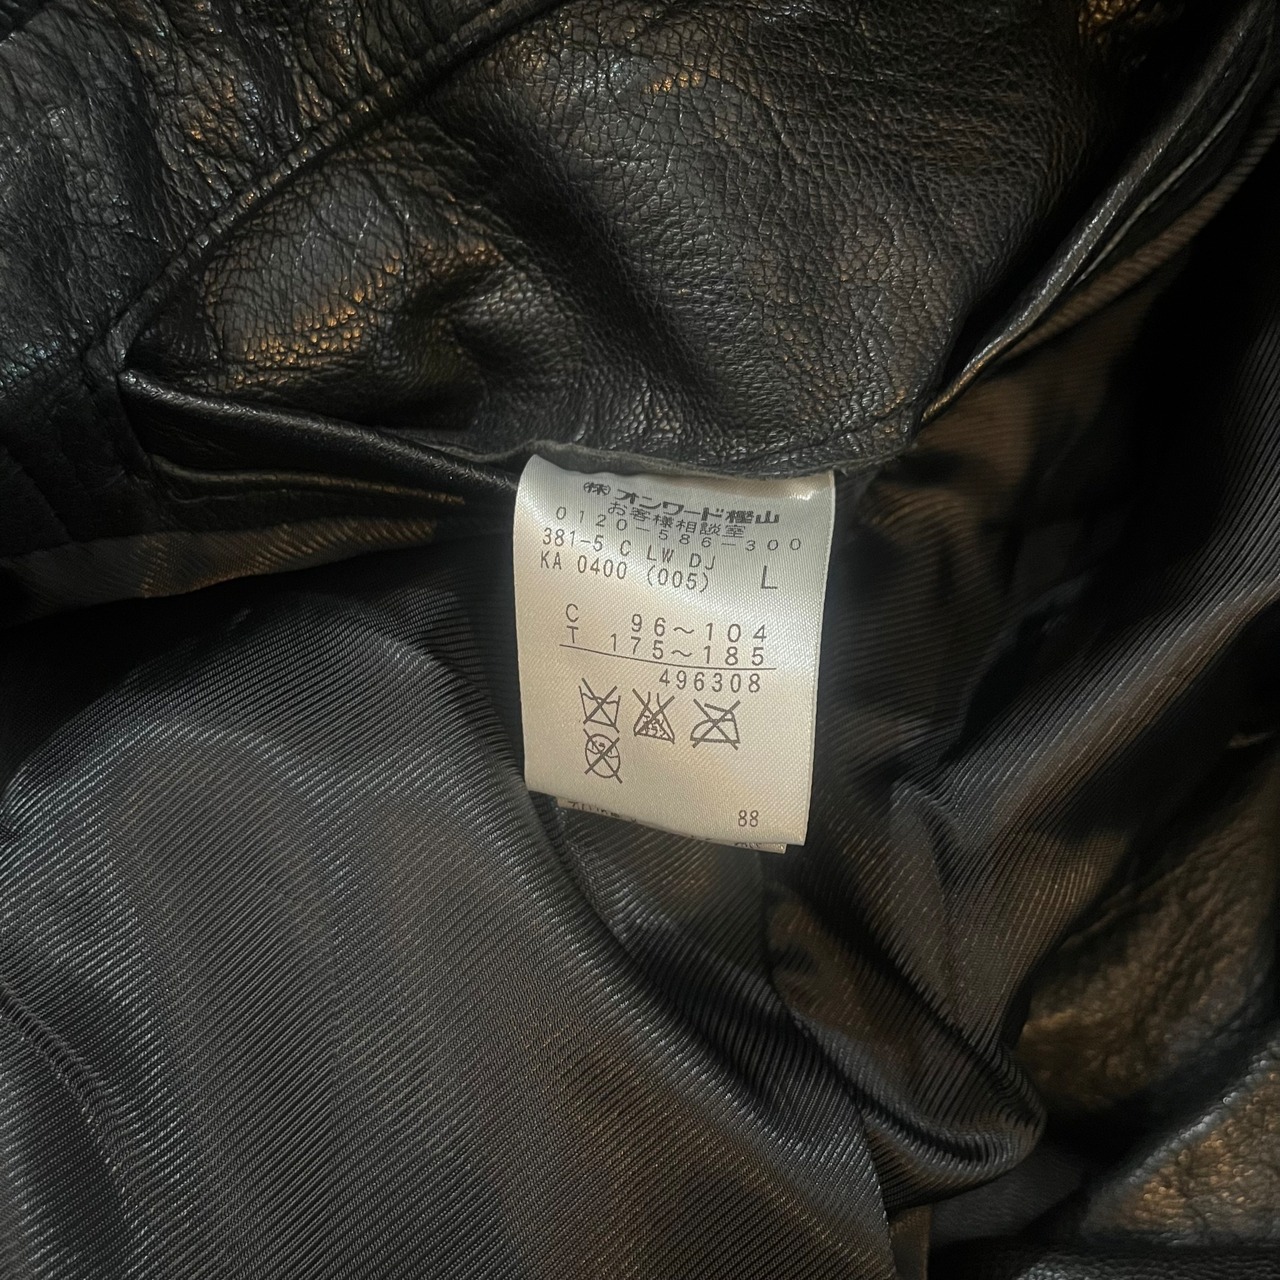 ㈱オンワード樫山
お客様相談室
0120-586-300
381-5 C LW DJ
KA 0400 (005) L
C 96~104
T 175~185
496308
88